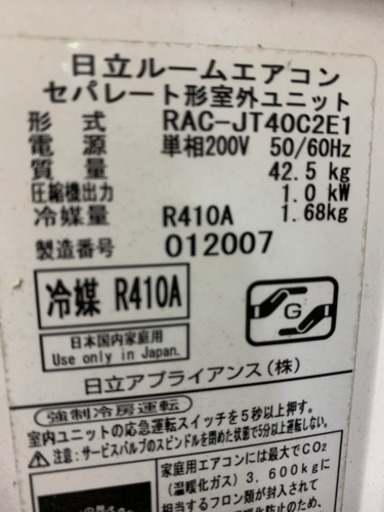 日立ルームエアコン
セパレート形室外ユニット
形式 RAC-JT40C2E1
電源 単相200V 50/60Hz
質量 42.5 kg
圧縮機出力 1.0 kW
冷媒量 R410A 1.68kg
製造番号 012007
冷媒 R410A
G
日本国内家庭用
Use only in Japan.
日立アプライアンス(株)
強制冷房運転
室内ユニットの応急運転スイッチを5秒以上押す。
⚠注意:サービスバルブのスピンドルを閉めた状態で5分以上運転しない。
家庭用エアコンには最大でCO2
(温暖化ガス) 3,600kgに
相当するフロン類が封入されて